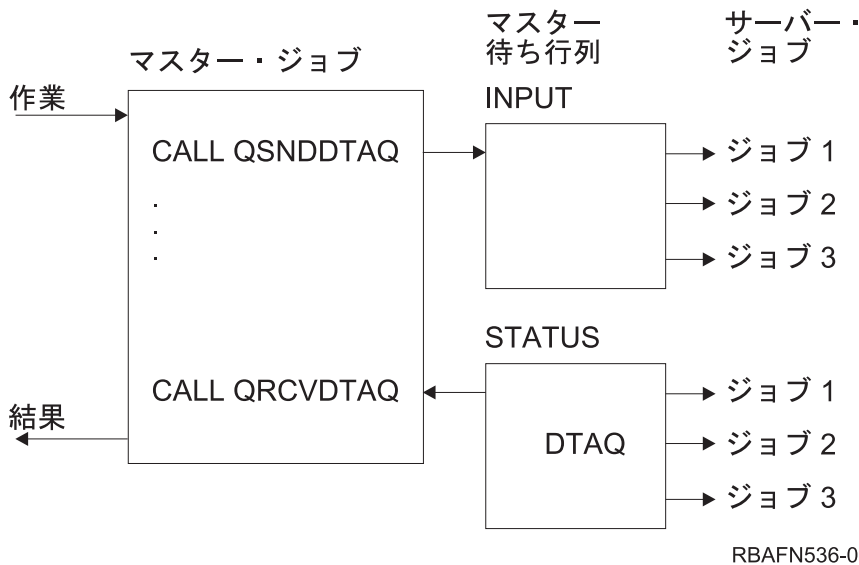 マスター
待ち行列
サーバー・
ジョブ
マスター・ジョブ
作業
INPUT
CALL QSNDDTAQ
ジョブ 1
.
.
.
ジョブ 2
ジョブ 3
STATUS
CALL QRCVDTAQ
ジョブ 1
結果
DTAQ
ジョブ 2
ジョブ 3
RBAFN536-0